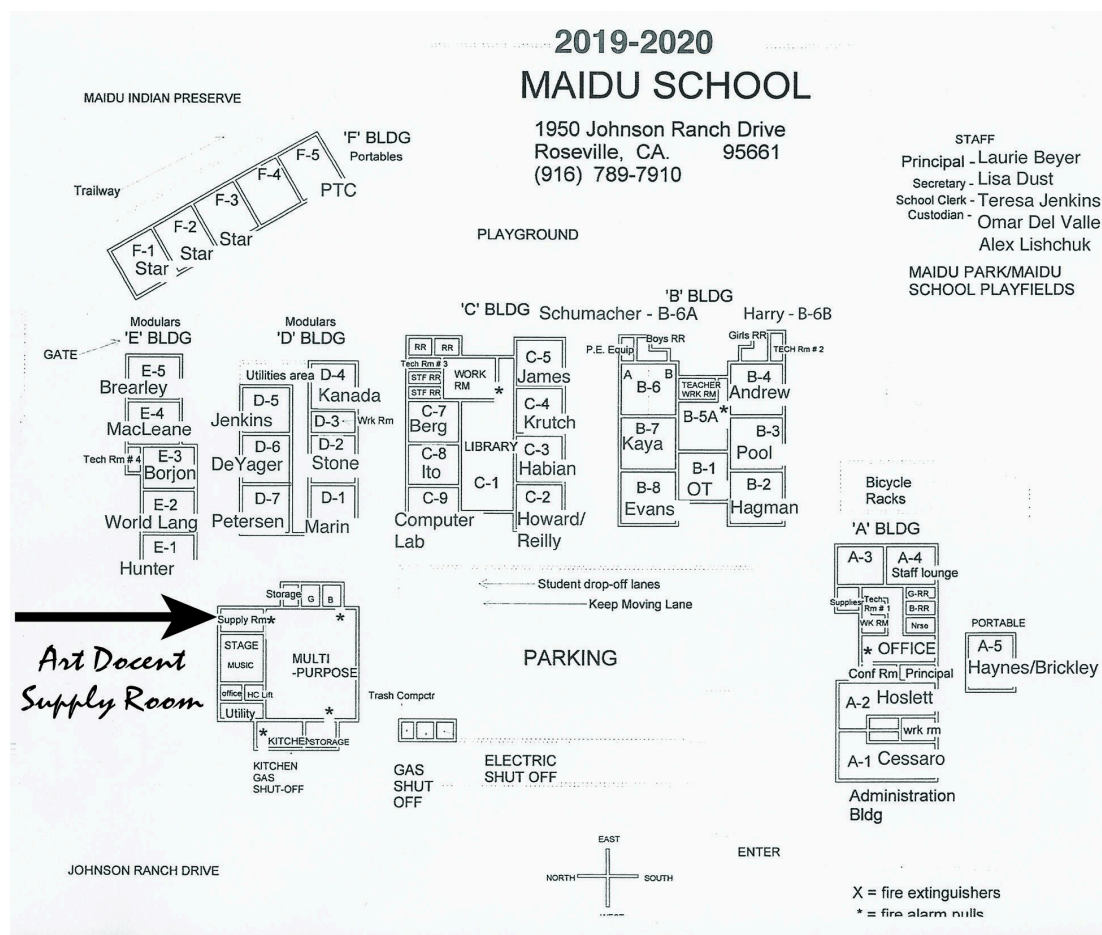 2019-2020
MAIDU SCHOOL
1950 Johnson Ranch Drive
Roseville, CA. 95661
(916) 789-7910
MAIDU INDIAN PRESERVE
'F' BLDG
Portables
Trailway
F-5
PTC
F-4
F-3
Star
F-2
Star
F-1
Star
STAFF
Principal - Laurie Beyer
Secretary - Lisa Dust
School Clerk - Teresa Jenkins
Custodian - Omar Del Valle
Alex Lishchuk
MAIDU PARK/MAIDU
SCHOOL PLAYFIELDS
PLAYGROUND
GATE
Modulars
'E' BLDG
E-5
Brearley
E-4
MacLeane
Tech Rm # 4
E-3
Borjon
E-2
World Lang
E-1
Hunter
Modulars
'D' BLDG
Utilities area
D-4
Kanada
D-5
Jenkins
D-3
Wrk Rm
D-6
DeYager
D-2
Stone
D-7
Petersen
D-1
Marin
'C' BLDG
RR
RR
Tech Rm # 3
STF RR
STF RR
WORK
RM
*
C-5
James
C-4
Krutch
C-7
Berg
LIBRARY
C-3
Habian
C-8
Ito
C-1
C-9
Computer
Lab
C-2
Howard/
Reilly
'B' BLDG
Schumacher - B-6A
Harry - B-6B
P.E. Equip
Boys RR
Girls RR
TECH Rm # 2
A
B
B-6
TEACHER
WRK RM
*
B-5A
B-4
Andrew
B-7
Kaya
B-3
Pool
B-1
OT
B-8
Evans
B-2
Hagman
Bicycle
Racks
'A' BLDG
A-3
A-4
Staff lounge
Supplies
Tech
Rm # 1
WK RM
G-RR
B-RR
Nrse
* OFFICE
Conf Rm
Principal
A-2 Hoslett
wrk rm
A-1 Cessaro
Administration
Bldg
PORTABLE
A-5
Haynes/Brickley
Student drop-off lanes
Keep Moving Lane
PARKING
Storage
G
B
Supply Rm
*
*
STAGE
MUSIC
MULTI
-PURPOSE
office
HC Lift
Utility
*
*
KITCHEN
STORAGE
KITCHEN
GAS
SHUT-OFF
Art Docent
Supply Room
Trash Compctr
GAS
SHUT
OFF
ELECTRIC
SHUT OFF
JOHNSON RANCH DRIVE
EAST
NORTH
SOUTH
WEST
ENTER
X = fire extinguishers
* = fire alarm pulls